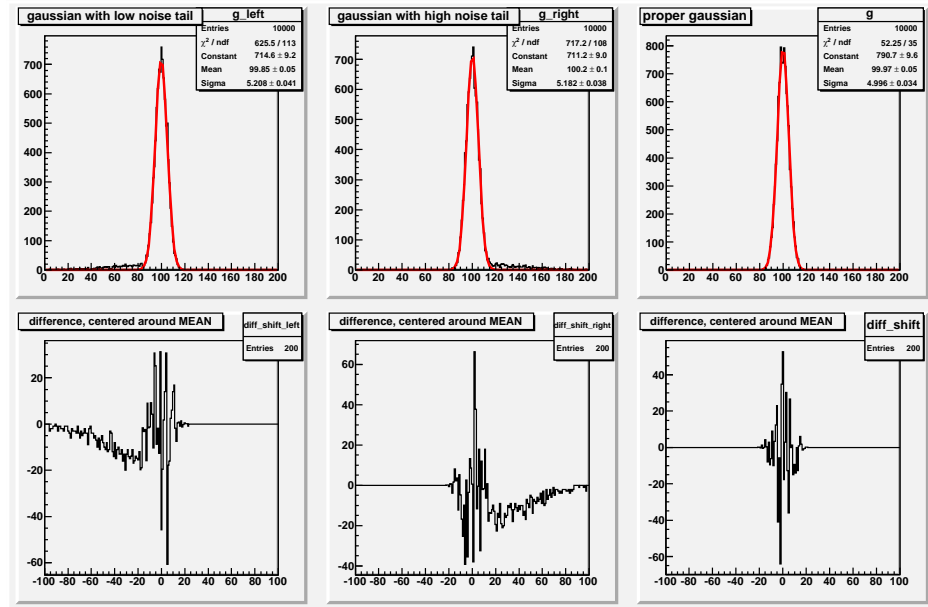 gaussian with low noise tail
g_left
Entries 10000
χ² / ndf 625.5 / 113
Constant 714.6 ± 9.2
Mean 99.85 ± 0.05
Sigma 5.208 ± 0.041
700
600
500
400
300
200
100
0
0 20 40 60 80 100 120 140 160 180 200
gaussian with high noise tail
g_right
Entries 10000
χ² / ndf 717.2 / 108
Constant 711.2 ± 9.0
Mean 100.2 ± 0.1
Sigma 5.182 ± 0.038
700
600
500
400
300
200
100
0
0 20 40 60 80 100 120 140 160 180 200
proper gaussian
g
Entries 10000
χ² / ndf 52.25 / 35
Constant 790.7 ± 9.6
Mean 99.97 ± 0.05
Sigma 4.996 ± 0.034
800
700
600
500
400
300
200
100
0
0 20 40 60 80 100 120 140 160 180 200
difference, centered around MEAN
diff_shift_left
Entries 200
20
0
-20
-40
-60
-100 -80 -60 -40 -20 0 20 40 60 80 100
difference, centered around MEAN
diff_shift_right
Entries 200
60
40
20
0
-20
-40
-100 -80 -60 -40 -20 0 20 40 60 80 100
difference, centered around MEAN
diff_shift
Entries 200
40
20
0
-20
-40
-60
-100 -80 -60 -40 -20 0 20 40 60 80 100